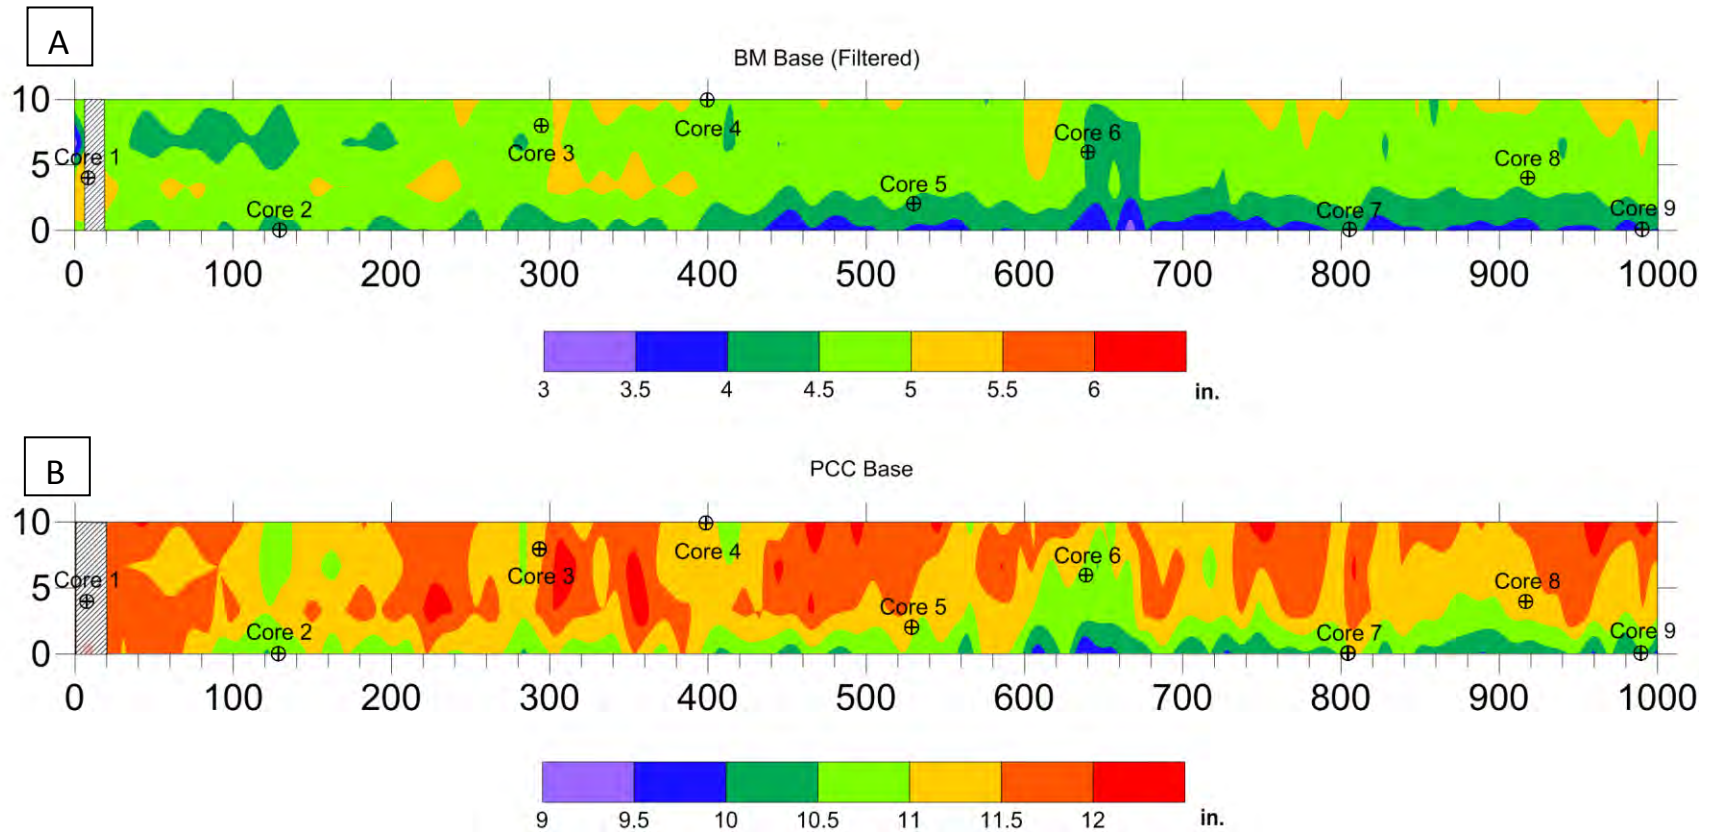 A
BM Base (Filtered)
10
5
0
Core 1
Core 2
Core 3
Core 4
Core 5
Core 6
Core 7
Core 8
Core 9
0 100 200 300 400 500 600 700 800 900 1000
3 3.5 4 4.5 5 5.5 6 in.
B
PCC Base
10
5
0
Core 1
Core 2
Core 3
Core 4
Core 5
Core 6
Core 7
Core 8
Core 9
0 100 200 300 400 500 600 700 800 900 1000
9 9.5 10 10.5 11 11.5 12 in.